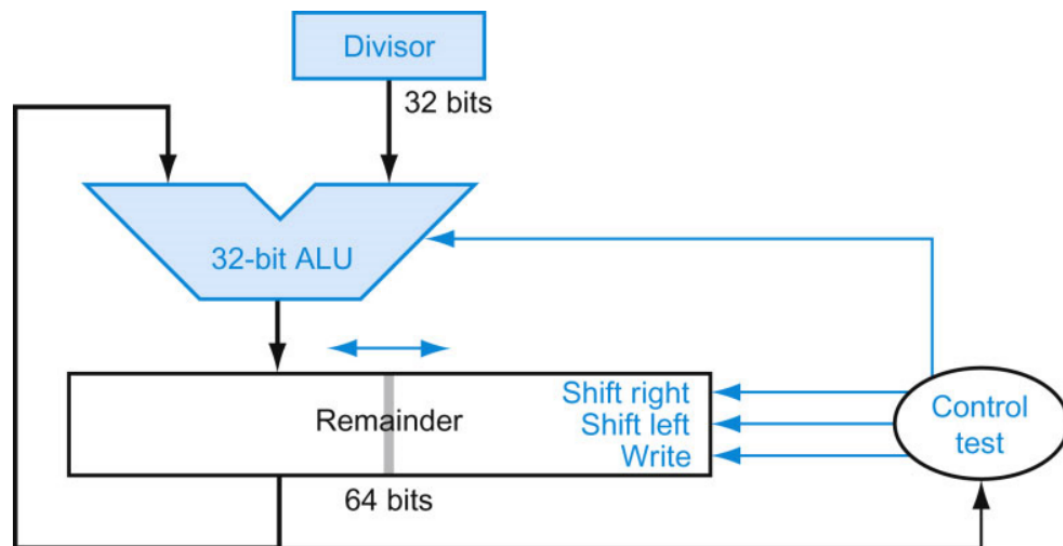 Divisor
32 bits
32-bit ALU
Remainder
Shift right
Shift left
Write
Control
test
64 bits